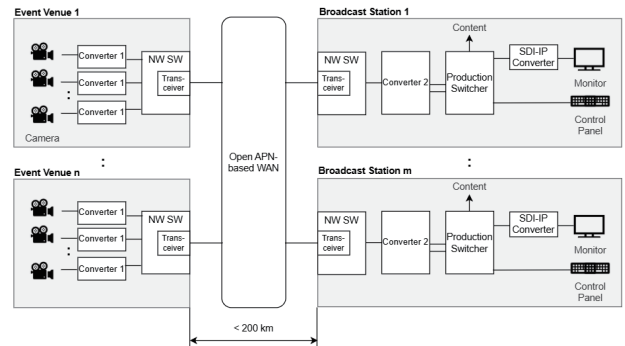 Event Venue 1
Converter 1
Converter 1
:
Converter 1
Camera
NW SW
Trans-
ceiver
:
Event Venue n
Converter 1
Converter 1
:
Converter 1
NW SW
Trans-
ceiver
Open APN-
based WAN
< 200 km
Broadcast Station 1
NW SW
Trans-
ceiver
Converter 2
Content
Production
Switcher
SDI-IP
Converter
Monitor
Control
Panel
:
Broadcast Station m
NW SW
Trans-
ceiver
Converter 2
Content
Production
Switcher
SDI-IP
Converter
Monitor
Control
Panel